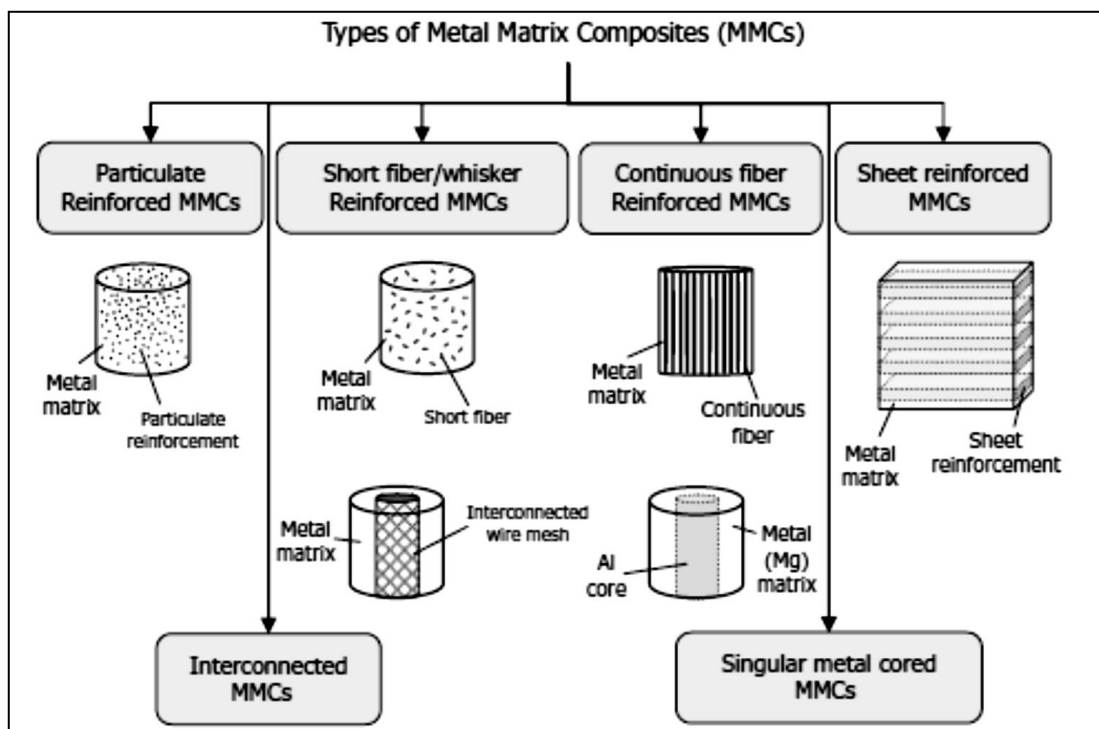 Types of Metal Matrix Composites (MMCs)
Particulate
Reinforced MMCs
Short fiber/whisker
Reinforced MMCs
Continuous fiber
Reinforced MMCs
Sheet reinforced
MMCs
Metal
matrix
Particulate
reinforcement
Metal
matrix
Short fiber
Metal
matrix
Continuous
fiber
Metal
matrix
Sheet
reinforcement
Metal
matrix
Interconnected
wire mesh
Al
core
Metal
(Mg)
matrix
Interconnected
MMCs
Singular metal cored
MMCs